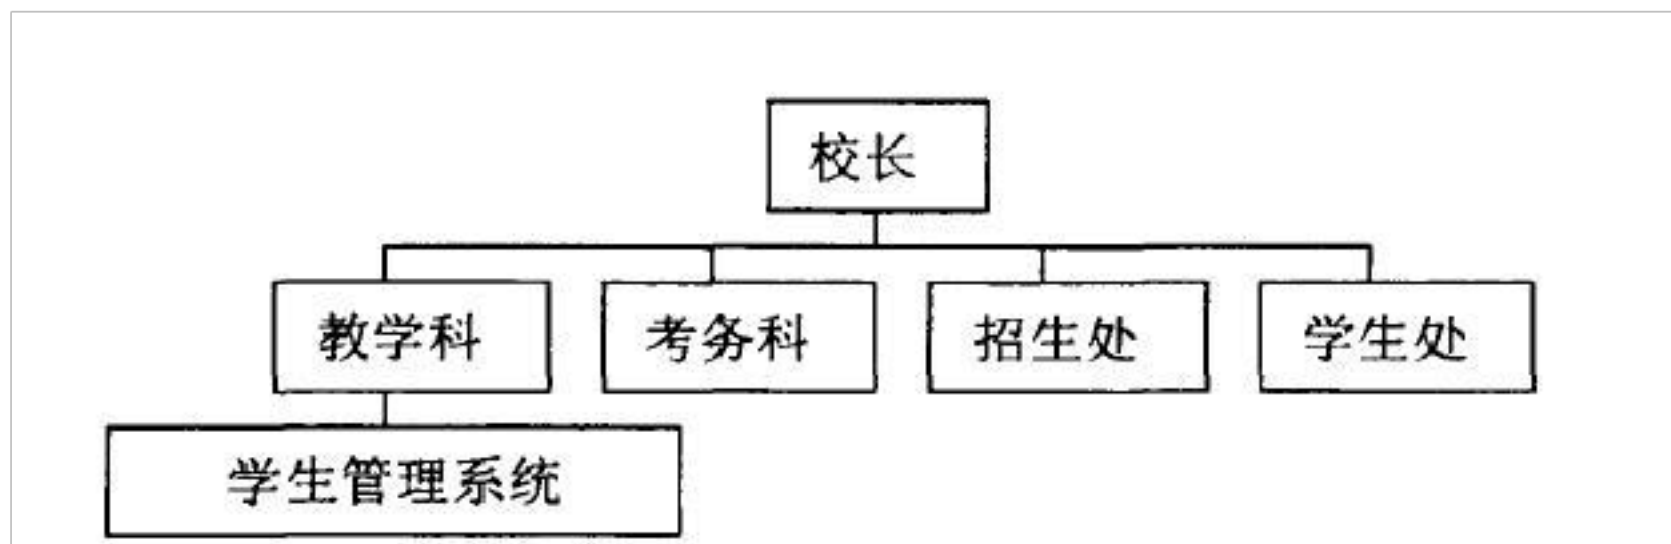 校长
教学科
考务科
招生处
学生处
学生管理系统